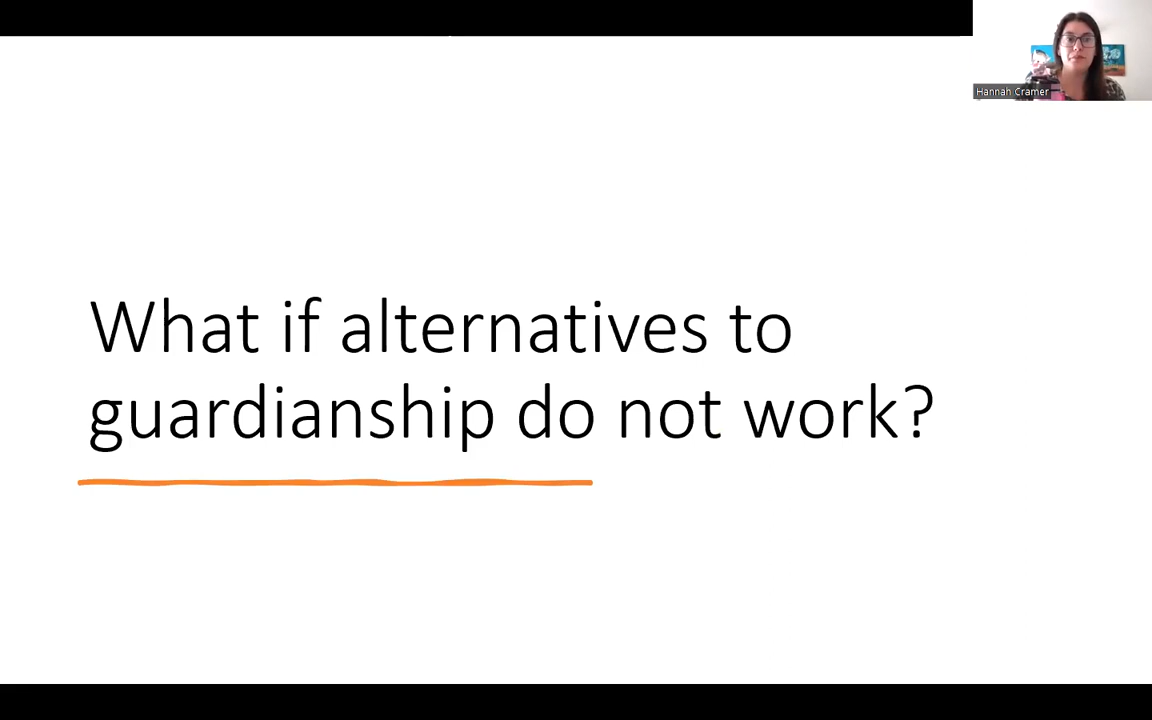 Hannah Cramer
What if alternatives to
guardianship do not work?